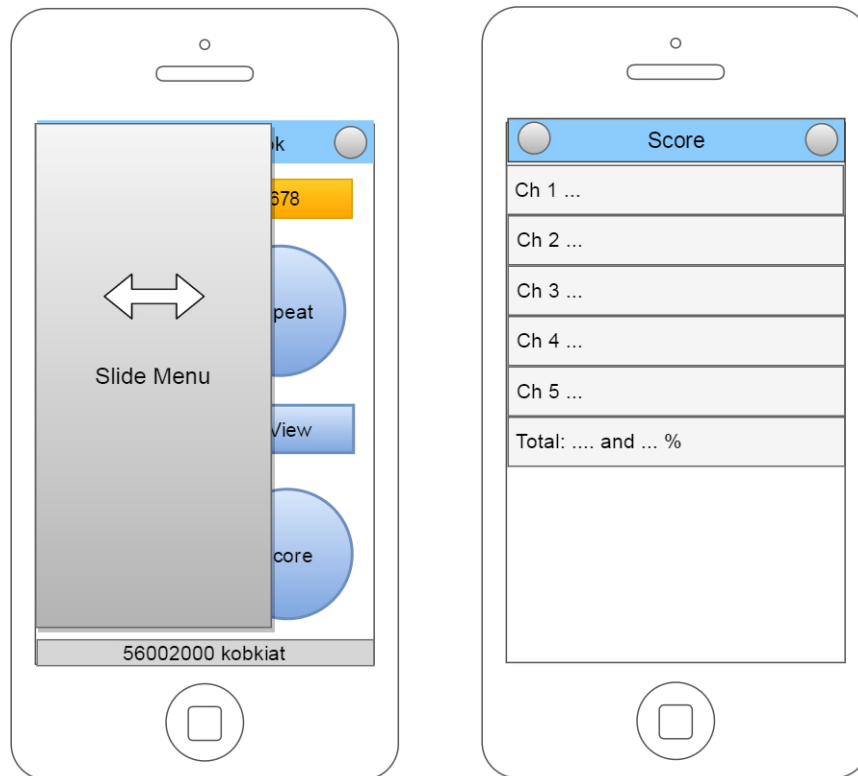 ok
678
peat
Slide Menu
View
core
56002000 kobkiat
Score
Ch 1 ...
Ch 2 ...
Ch 3 ...
Ch 4 ...
Ch 5 ...
Total: .... and ... %